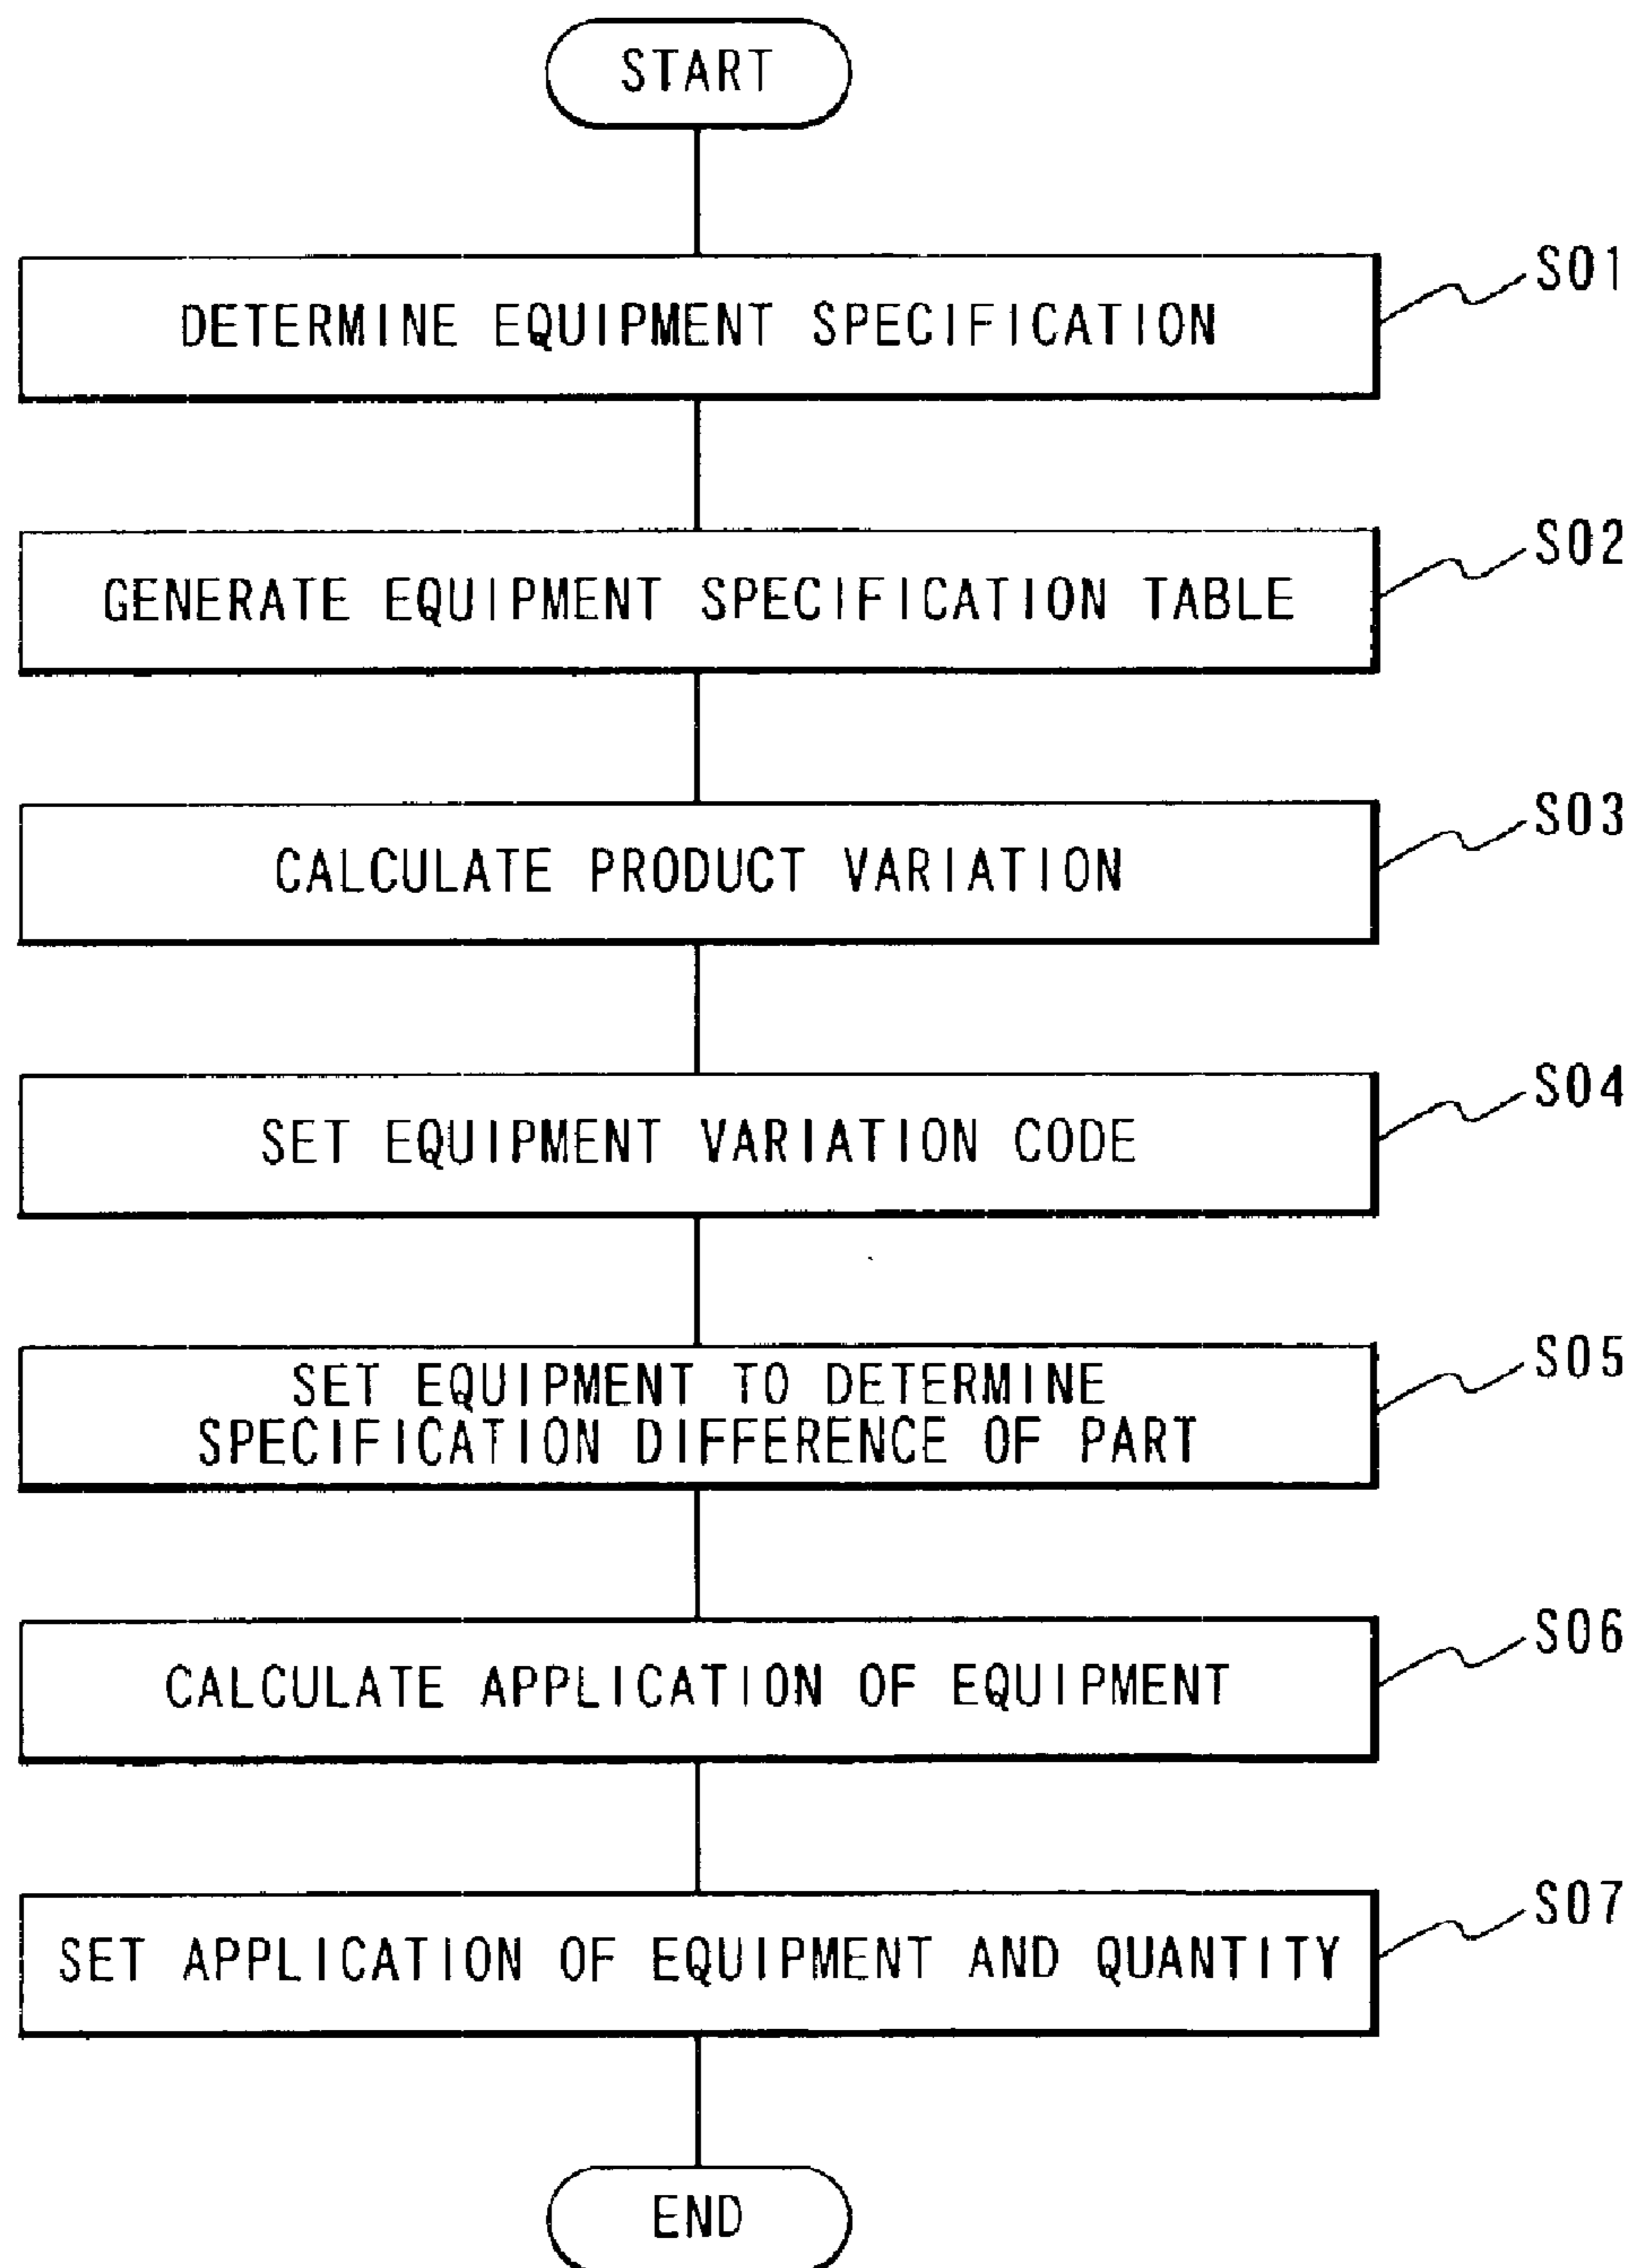 START
S01
DETERMINE EQUIPMENT SPECIFICATION
S02
GENERATE EQUIPMENT SPECIFICATION TABLE
S03
CALCULATE PRODUCT VARIATION
S04
SET EQUIPMENT VARIATION CODE
S05
SET EQUIPMENT TO DETERMINE
SPECIFICATION DIFFERENCE OF PART
S06
CALCULATE APPLICATION OF EQUIPMENT
S07
SET APPLICATION OF EQUIPMENT AND QUANTITY
END